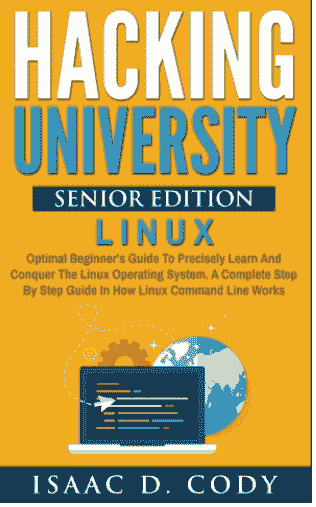 HACKING
UNIVERSITY
SENIOR EDITION
LINUX
Optimal Beginner's Guide To Precisely Learn And
Conquer The Linux Operating System. A Complete Step
By Step Guide In How Linux Command Line Works
ISAAC D. CODY